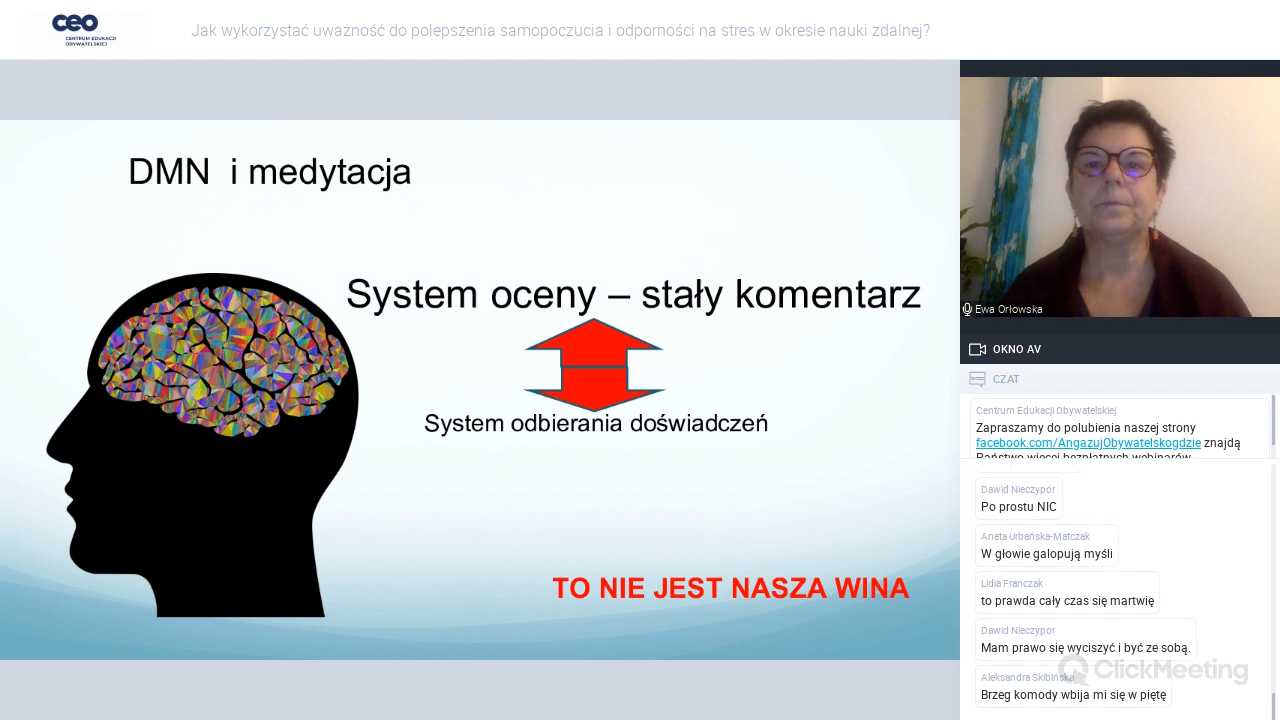 ceo
CENTRUM EDUKACJI
OBYWATELSKIEJ
Jak wykorzystać uważność do polepszenia samopoczucia i odporności na stres w okresie nauki zdalnej?
DMN i medytacja
System oceny – stały komentarz
System odbierania doświadczeń
TO NIE JEST NASZA WINA
Ewa Orłowska
OKNO AV
CZAT
Centrum Edukacji Obywatelskiej
Zapraszamy do polubienia naszej strony
facebook.com/AngazujObywatelskogdzie znajdą
Państwo więcej bezpłatnych webinarów
Dawid Nieczypor
Po prostu NIC
Aneta Urbańska-Matczak
W głowie galopują myśli
Lidia Franczak
to prawda cały czas się martwię
Dawid Nieczypor
Mam prawo się wyciszyć i być ze sobą.
Aleksandra Skibińska
Brzeg komody wbija mi się w piętę
ClickMeeting